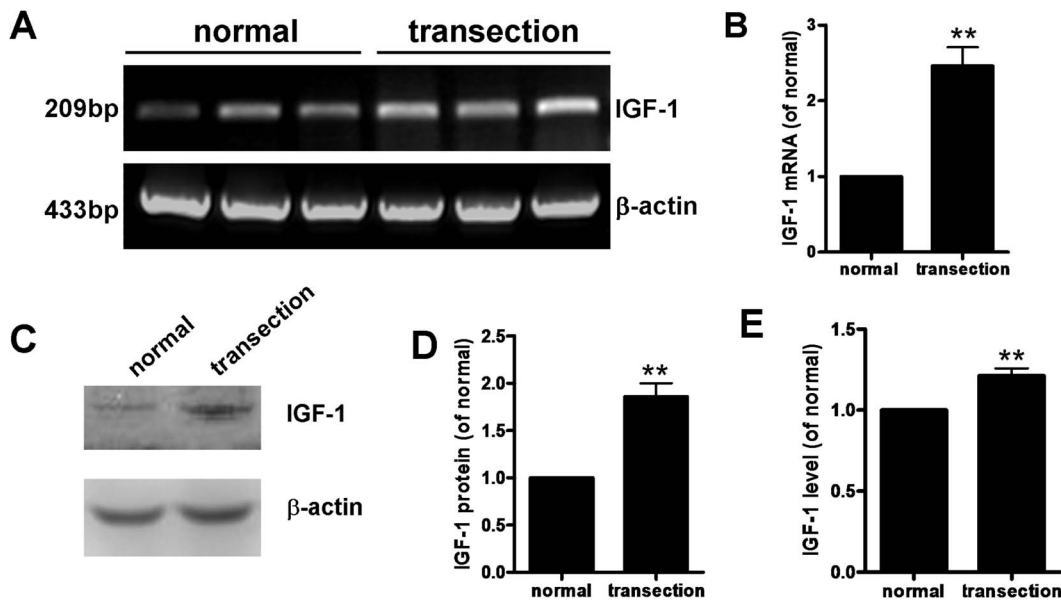 A
normal transection
209bp IGF-1
433bp β-actin
B
**
IGF-1 mRNA (of normal)
3
2
1
0
normal transection
C
normal transection
IGF-1
β-actin
D
**
IGF-1 protein (of normal)
2.5
2.0
1.5
1.0
0.5
0.0
normal transection
E
**
IGF-1 level (of normal)
1.5
1.0
0.5
0.0
normal transection